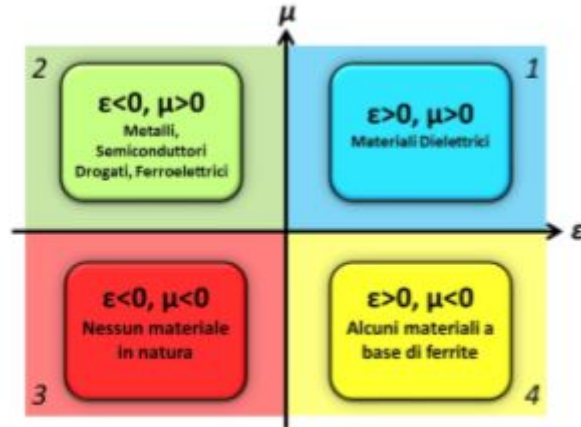 μ
2
1
ε<0, μ>0
Metalli,
Semiconduttori
Drogati, Ferroelettrici
ε>0, μ>0
Materiali Dielettrici
ε
ε<0, μ<0
Nessun materiale
in natura
ε>0, μ<0
Alcuni materiali a
base di ferrite
3
4